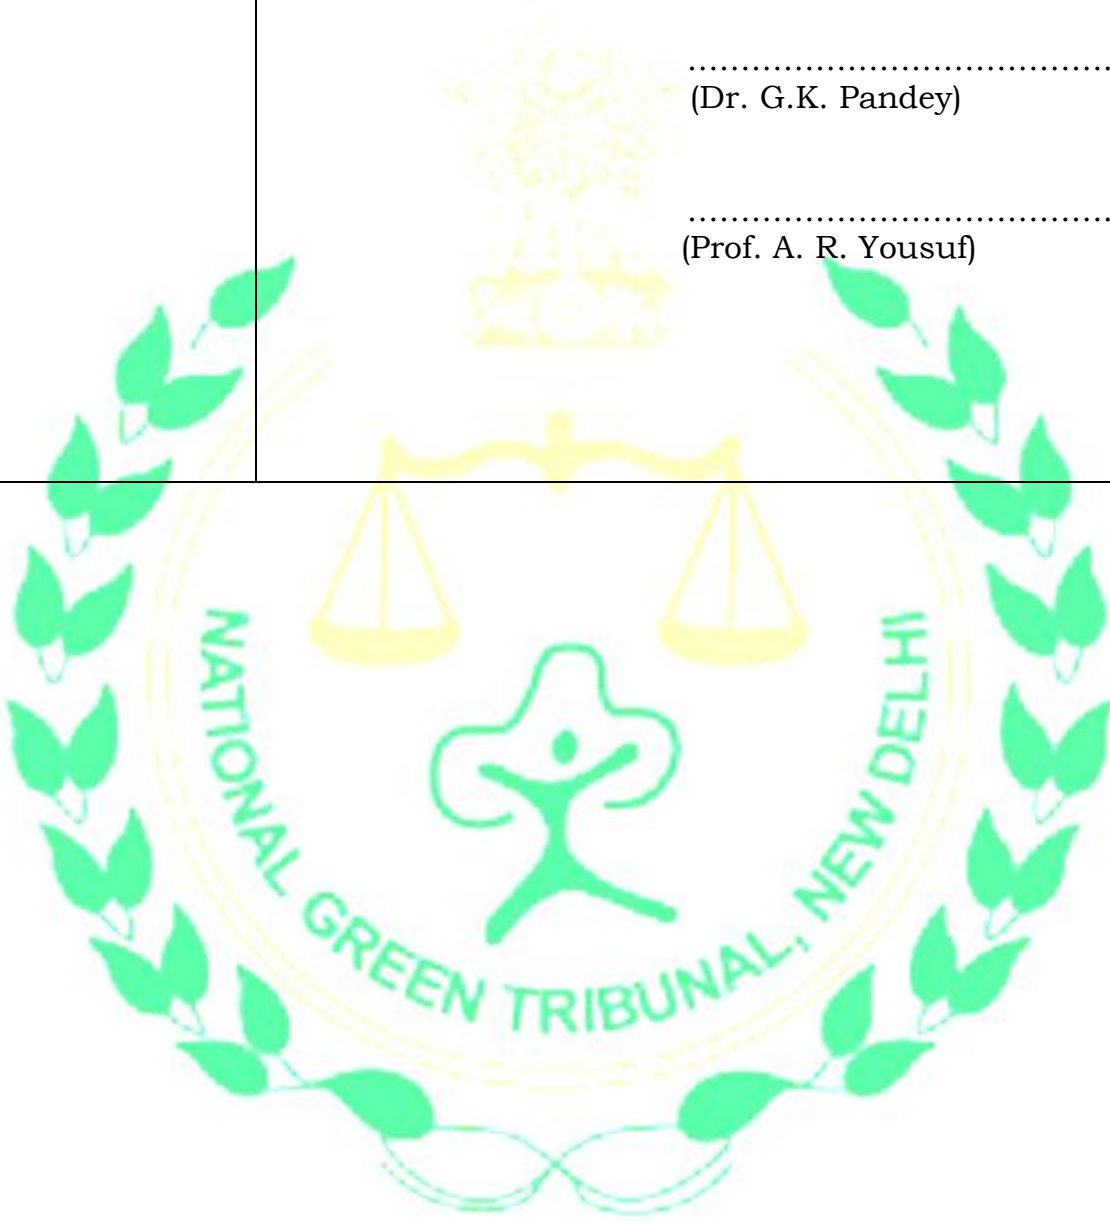 ……………………………………
(Dr. G.K. Pandey)
……………………………………
(Prof. A. R. Yousuf)
NATIONAL GREEN TRIBUNAL, NEW DELHI